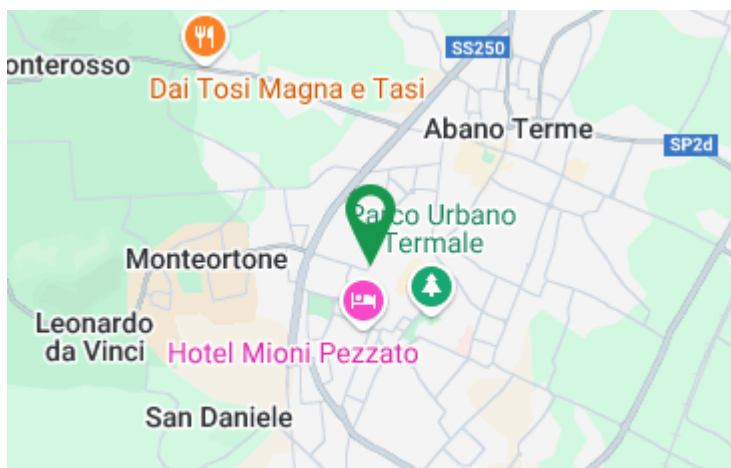 SS250
onterosso
Dai Tosi Magna e Tasi
Abano Terme
SP2d
Parco Urbano
Termale
Monteortone
Leonardo
da Vinci
Hotel Mioni Pezzato
San Daniele